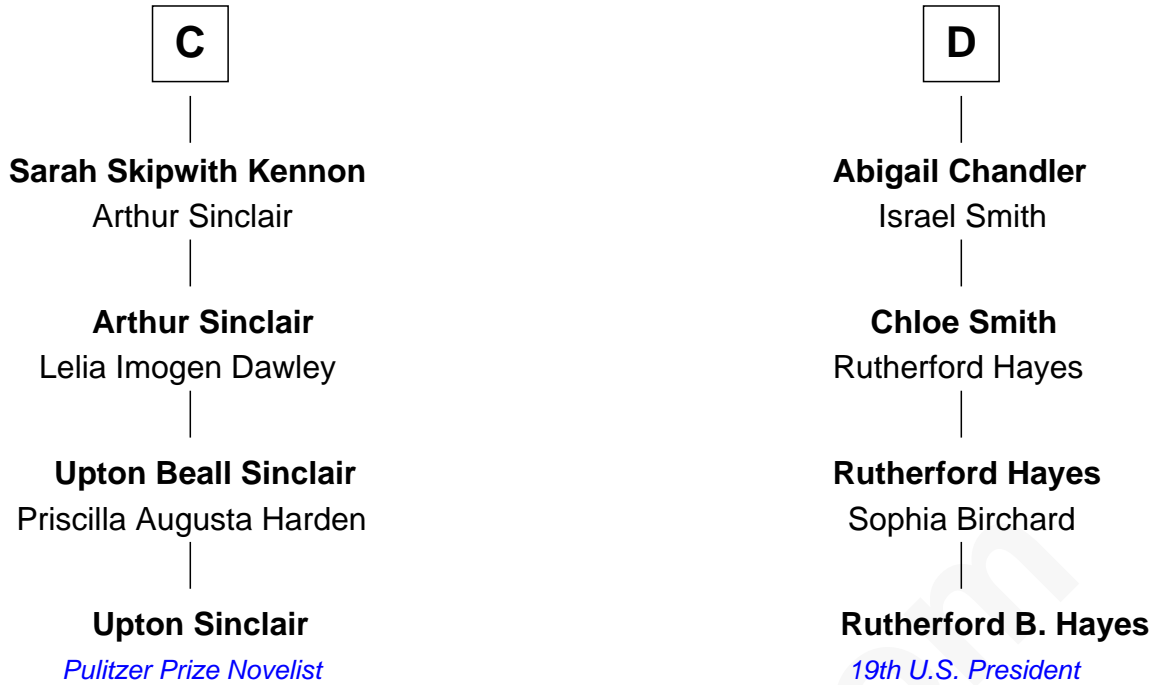 C
Sarah Skipwith Kennon
Arthur Sinclair
Arthur Sinclair
Lelia Imogen Dawley
Upton Beall Sinclair
Priscilla Augusta Harden
Upton Sinclair
Pulitzer Prize Novelist
D
Abigail Chandler
Israel Smith
Chloe Smith
Rutherford Hayes
Rutherford Hayes
Sophia Birchard
Rutherford B. Hayes
19th U.S. President